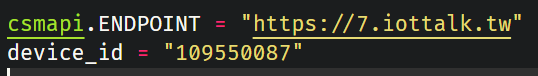 csmapi.ENDPOINT = "https://7.iottalk.tw"
device_id = "109550087"